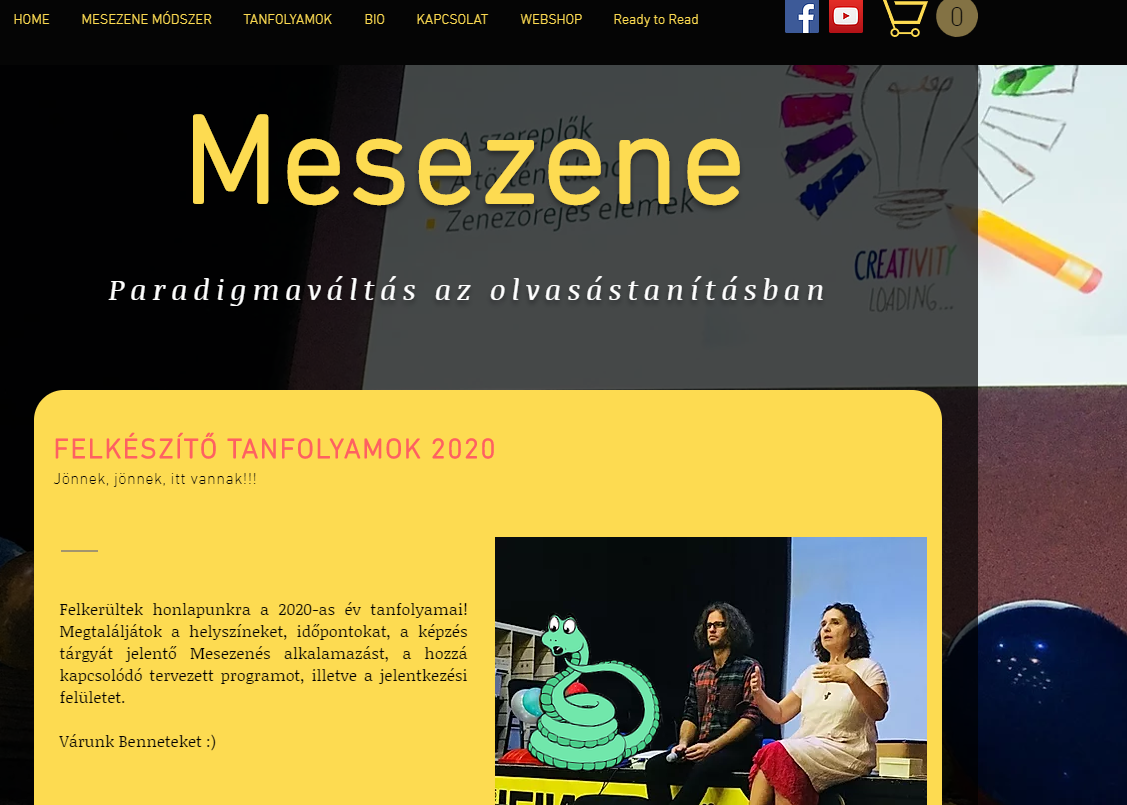 HOME MESEZENE MÓDSZER TANFOLYAMOK BIO KAPCSOLAT WEBSHOP Ready to Read 0
Mesezene
A szereplők
A történet
Zenezörejes elemek
CREATIVITY
LOADING...
Paradigmaváltás az olvasástanításban
FELKÉSZÍTŐ TANFOLYAMOK 2020
Jönnek, jönnek, itt vannak!!!
Felkerültek honlapunkra a 2020-as év tanfolyamai!
Megtaláljátok a helyszíneket, időpontokat, a képzés
tárgyát jelentő Mesezenés alkalamazást, a hozzá
kapcsolódó tervezett programot, illetve a jelentkezési
felületet.
Várunk Benneteket :)